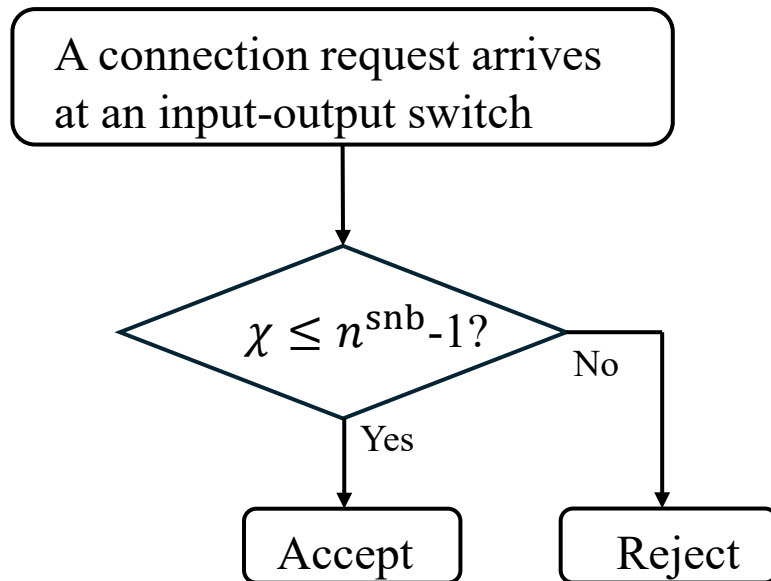 A connection request arrives
at an input-output switch
χ ≤ n^snb-1?
No
Yes
Accept
Reject